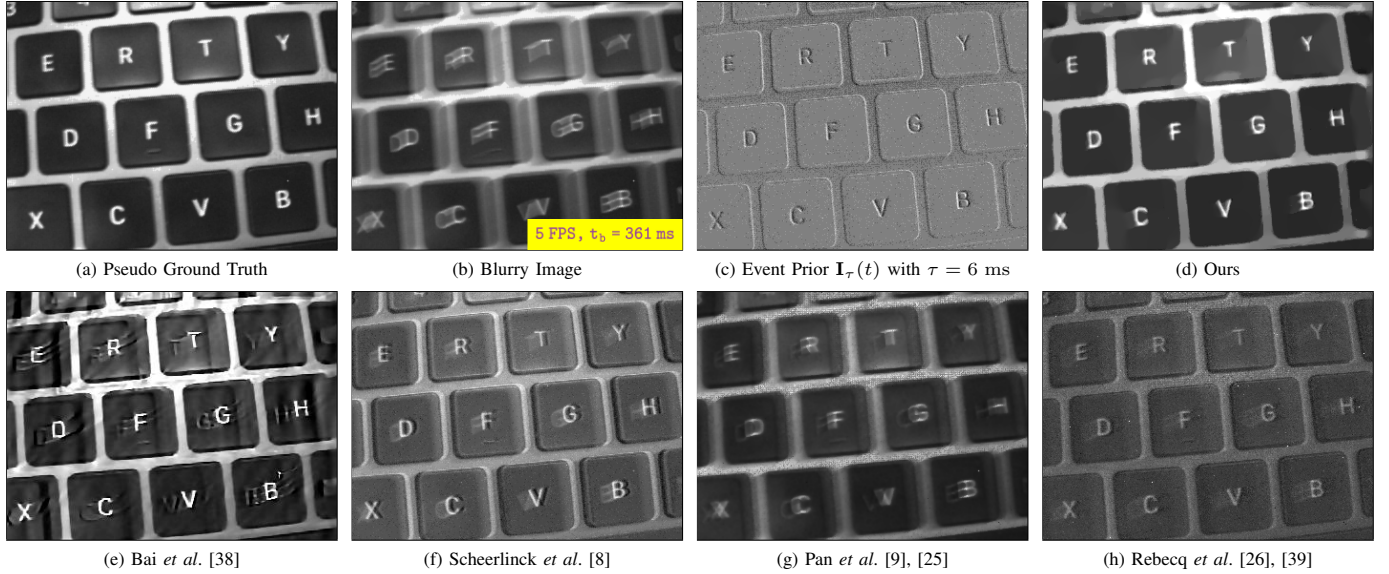 E R T Y
D F G H
X C V B
(a) Pseudo Ground Truth
E R T Y
D F G H
X C V B
5 FPS, t_b = 361 ms
(b) Blurry Image
E R T Y
D F G H
X C V B
(c) Event Prior I_τ(t) with τ = 6 ms
E R T Y
D F G H
X C V B
(d) Ours
E R T Y
D F G H
X C V B
(e) Bai et al. [38]
E R T Y
D F G H
X C V B
(f) Scheerlinck et al. [8]
E R T Y
D F G H
X C V B
(g) Pan et al. [9], [25]
E R T Y
D F G H
X C V B
(h) Rebecq et al. [26], [39]